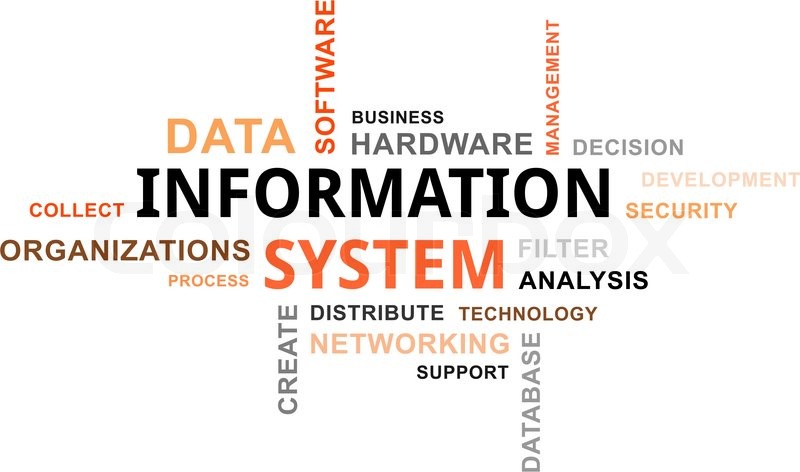 SOFTWARE
MANAGEMENT
BUSINESS
DATA
HARDWARE
DECISION
INFORMATION
DEVELOPMENT
COLLECT
SECURITY
ORGANIZATIONS
SYSTEM
FILTER
PROCESS
ANALYSIS
CREATE
DISTRIBUTE
TECHNOLOGY
NETWORKING
DATABASE
SUPPORT
colourbox